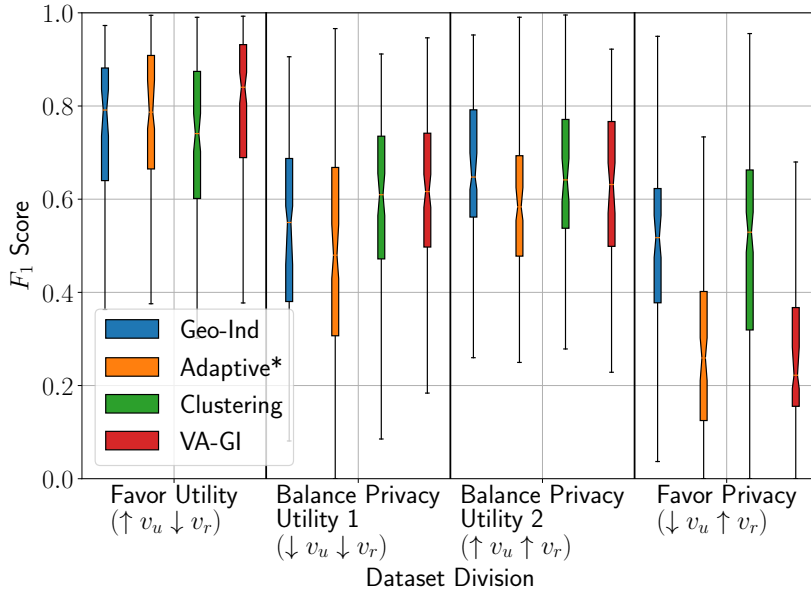 1.0
0.8
0.6
0.4
0.2
0.0
F₁ Score
Geo-Ind
Adaptive*
Clustering
VA-GI
Favor Utility
(↑ vᵤ ↓ vᵣ)
Balance Privacy
Utility 1
(↓ vᵤ ↓ vᵣ)
Balance Privacy
Utility 2
(↑ vᵤ ↑ vᵣ)
Favor Privacy
(↓ vᵤ ↑ vᵣ)
Dataset Division